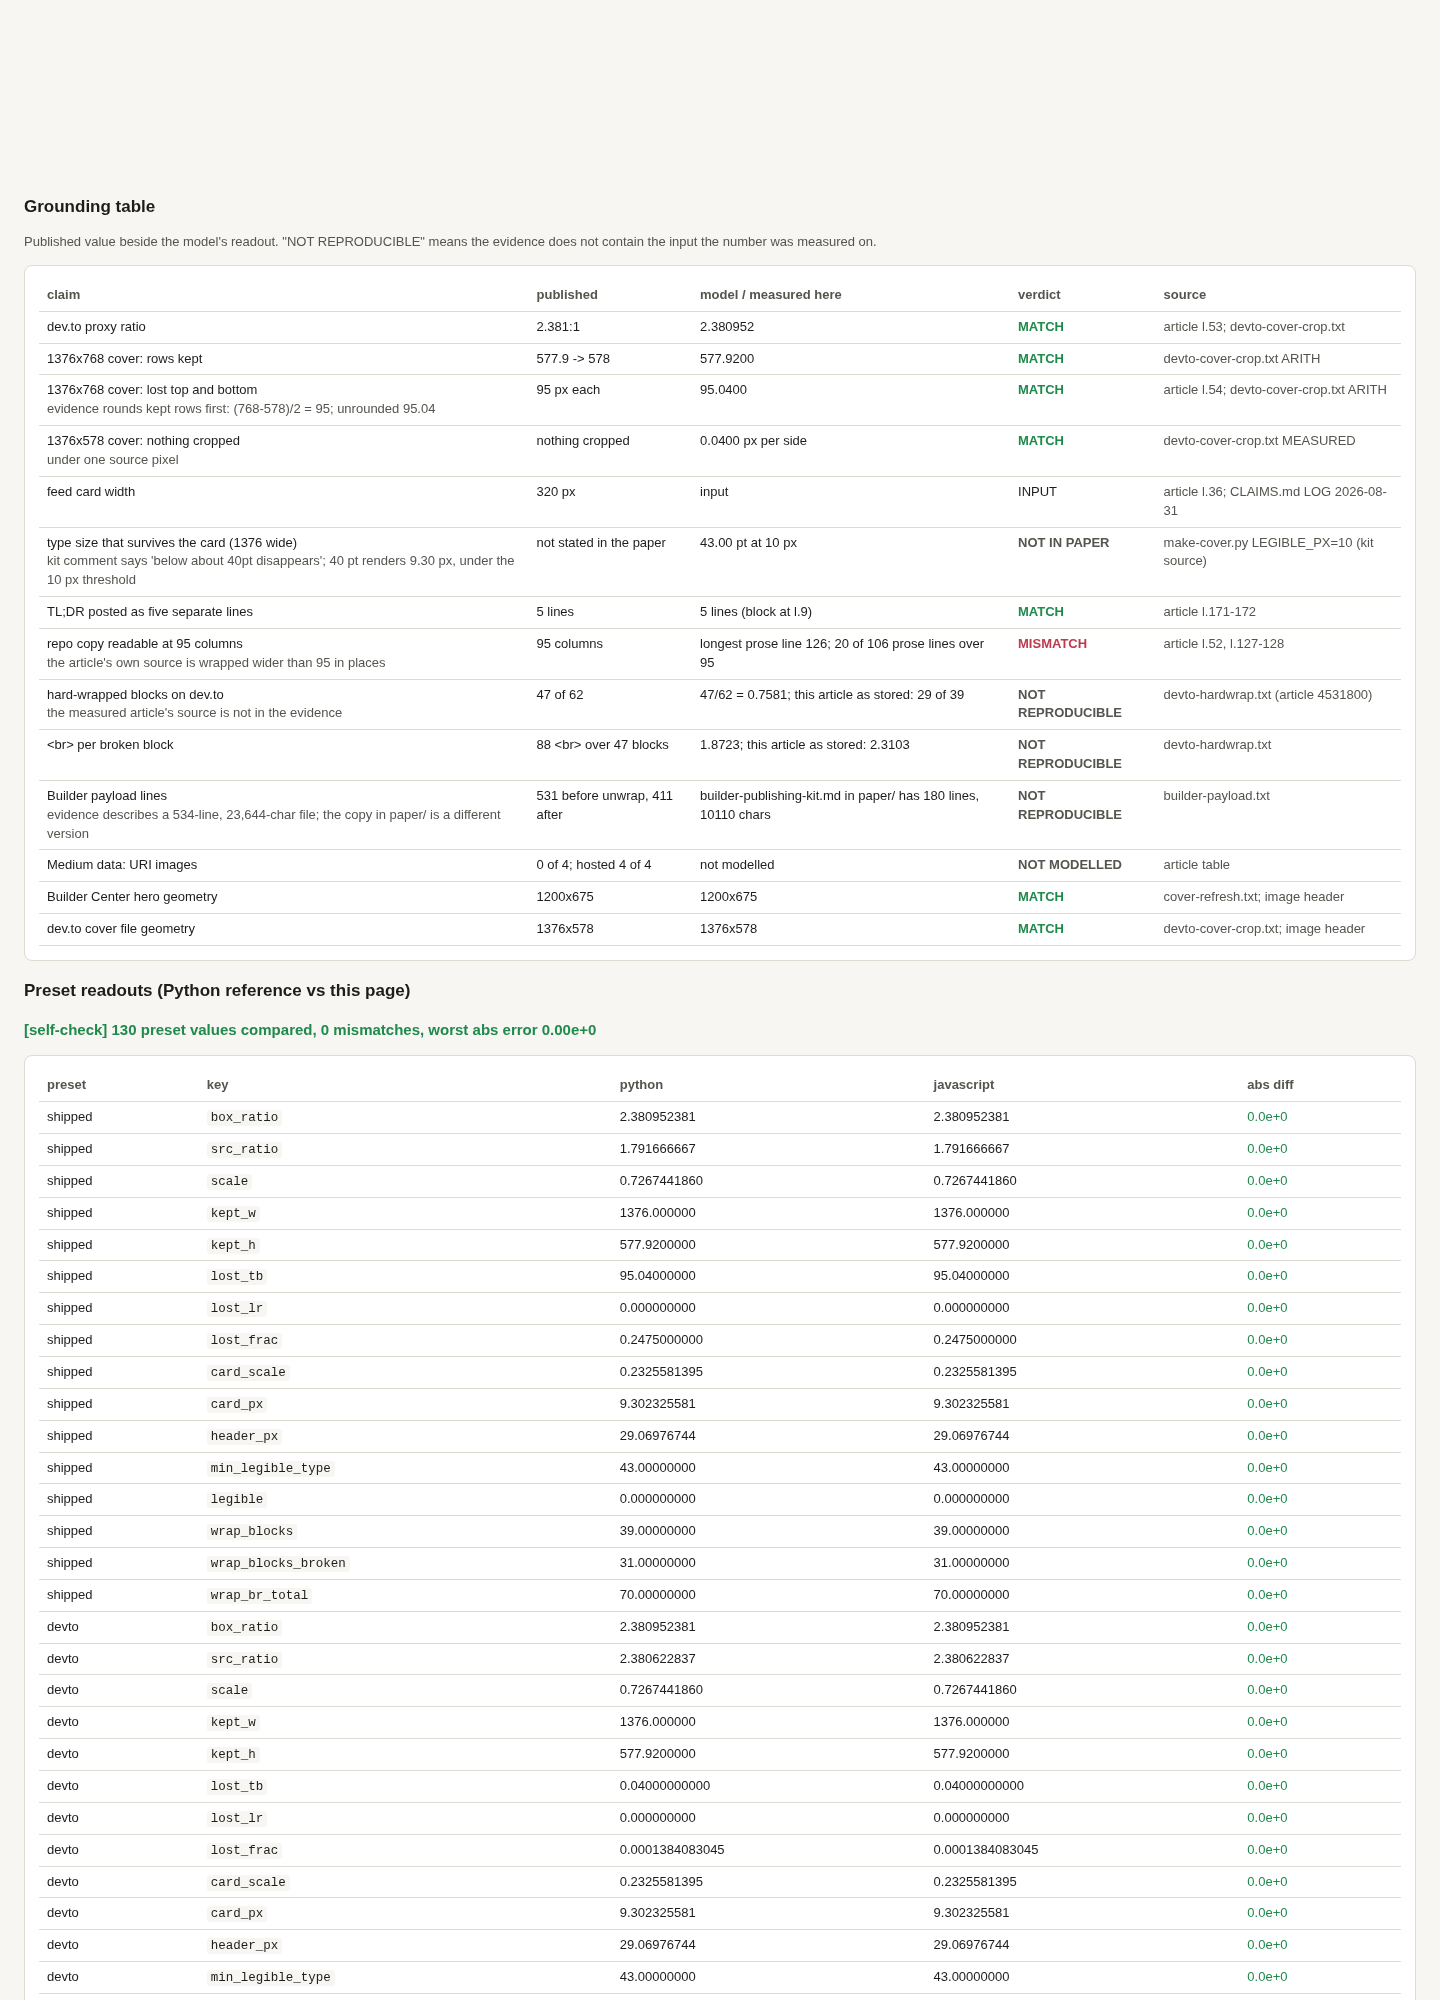 Grounding table
Published value beside the model's readout. "NOT REPRODUCIBLE" means the evidence does not contain the input the number was measured on.
claim published model / measured here verdict source
dev.to proxy ratio 2.381:1 2.380952 MATCH article l.53; devto-cover-crop.txt
1376x768 cover: rows kept 577.9 -> 578 577.9200 MATCH devto-cover-crop.txt ARITH
1376x768 cover: lost top and bottom 95 px each 95.0400 MATCH article l.54; devto-cover-crop.txt ARITH
evidence rounds kept rows first: (768-578)/2 = 95; unrounded 95.04
1376x578 cover: nothing cropped nothing cropped 0.0400 px per side MATCH devto-cover-crop.txt MEASURED
under one source pixel
feed card width 320 px input INPUT article l.36; CLAIMS.md LOG 2026-08-
31
type size that survives the card (1376 wide) not stated in the paper 43.00 pt at 10 px NOT IN PAPER make-cover.py LEGIBLE_PX=10 (kit
kit comment says 'below about 40pt disappears'; 40 pt renders 9.30 px, under the source)
10 px threshold
TL;DR posted as five separate lines 5 lines 5 lines (block at l.9) MATCH article l.171-172
repo copy readable at 95 columns 95 columns longest prose line 126; 20 of 106 prose lines over MISMATCH article l.52, l.127-128
the article's own source is wrapped wider than 95 in places 95
hard-wrapped blocks on dev.to 47 of 62 47/62 = 0.7581; this article as stored: 29 of 39 NOT devto-hardwrap.txt (article 4531800)
the measured article's source is not in the evidence REPRODUCIBLE
<br> per broken block 88 <br> over 47 blocks 1.8723; this article as stored: 2.3103 NOT devto-hardwrap.txt
REPRODUCIBLE
Builder payload lines 531 before unwrap, 411 builder-publishing-kit.md in paper/ has 180 lines, NOT builder-payload.txt
evidence describes a 534-line, 23,644-char file; the copy in paper/ is a different after 10110 chars REPRODUCIBLE
version
Medium data: URI images 0 of 4; hosted 4 of 4 not modelled NOT MODELLED article table
Builder Center hero geometry 1200x675 1200x675 MATCH cover-refresh.txt; image header
dev.to cover file geometry 1376x578 1376x578 MATCH devto-cover-crop.txt; image header
Preset readouts (Python reference vs this page)
[self-check] 130 preset values compared, 0 mismatches, worst abs error 0.00e+0
preset key python javascript abs diff
shipped box_ratio 2.380952381 2.380952381 0.0e+0
shipped src_ratio 1.791666667 1.791666667 0.0e+0
shipped scale 0.7267441860 0.7267441860 0.0e+0
shipped kept_w 1376.000000 1376.000000 0.0e+0
shipped kept_h 577.9200000 577.9200000 0.0e+0
shipped lost_tb 95.04000000 95.04000000 0.0e+0
shipped lost_lr 0.000000000 0.000000000 0.0e+0
shipped lost_frac 0.2475000000 0.2475000000 0.0e+0
shipped card_scale 0.2325581395 0.2325581395 0.0e+0
shipped card_px 9.302325581 9.302325581 0.0e+0
shipped header_px 29.06976744 29.06976744 0.0e+0
shipped min_legible_type 43.00000000 43.00000000 0.0e+0
shipped legible 0.000000000 0.000000000 0.0e+0
shipped wrap_blocks 39.00000000 39.00000000 0.0e+0
shipped wrap_blocks_broken 31.00000000 31.00000000 0.0e+0
shipped wrap_br_total 70.00000000 70.00000000 0.0e+0
devto box_ratio 2.380952381 2.380952381 0.0e+0
devto src_ratio 2.380622837 2.380622837 0.0e+0
devto scale 0.7267441860 0.7267441860 0.0e+0
devto kept_w 1376.000000 1376.000000 0.0e+0
devto kept_h 577.9200000 577.9200000 0.0e+0
devto lost_tb 0.04000000000 0.04000000000 0.0e+0
devto lost_lr 0.000000000 0.000000000 0.0e+0
devto lost_frac 0.0001384083045 0.0001384083045 0.0e+0
devto card_scale 0.2325581395 0.2325581395 0.0e+0
devto card_px 9.302325581 9.302325581 0.0e+0
devto header_px 29.06976744 29.06976744 0.0e+0
devto min_legible_type 43.00000000 43.00000000 0.0e+0